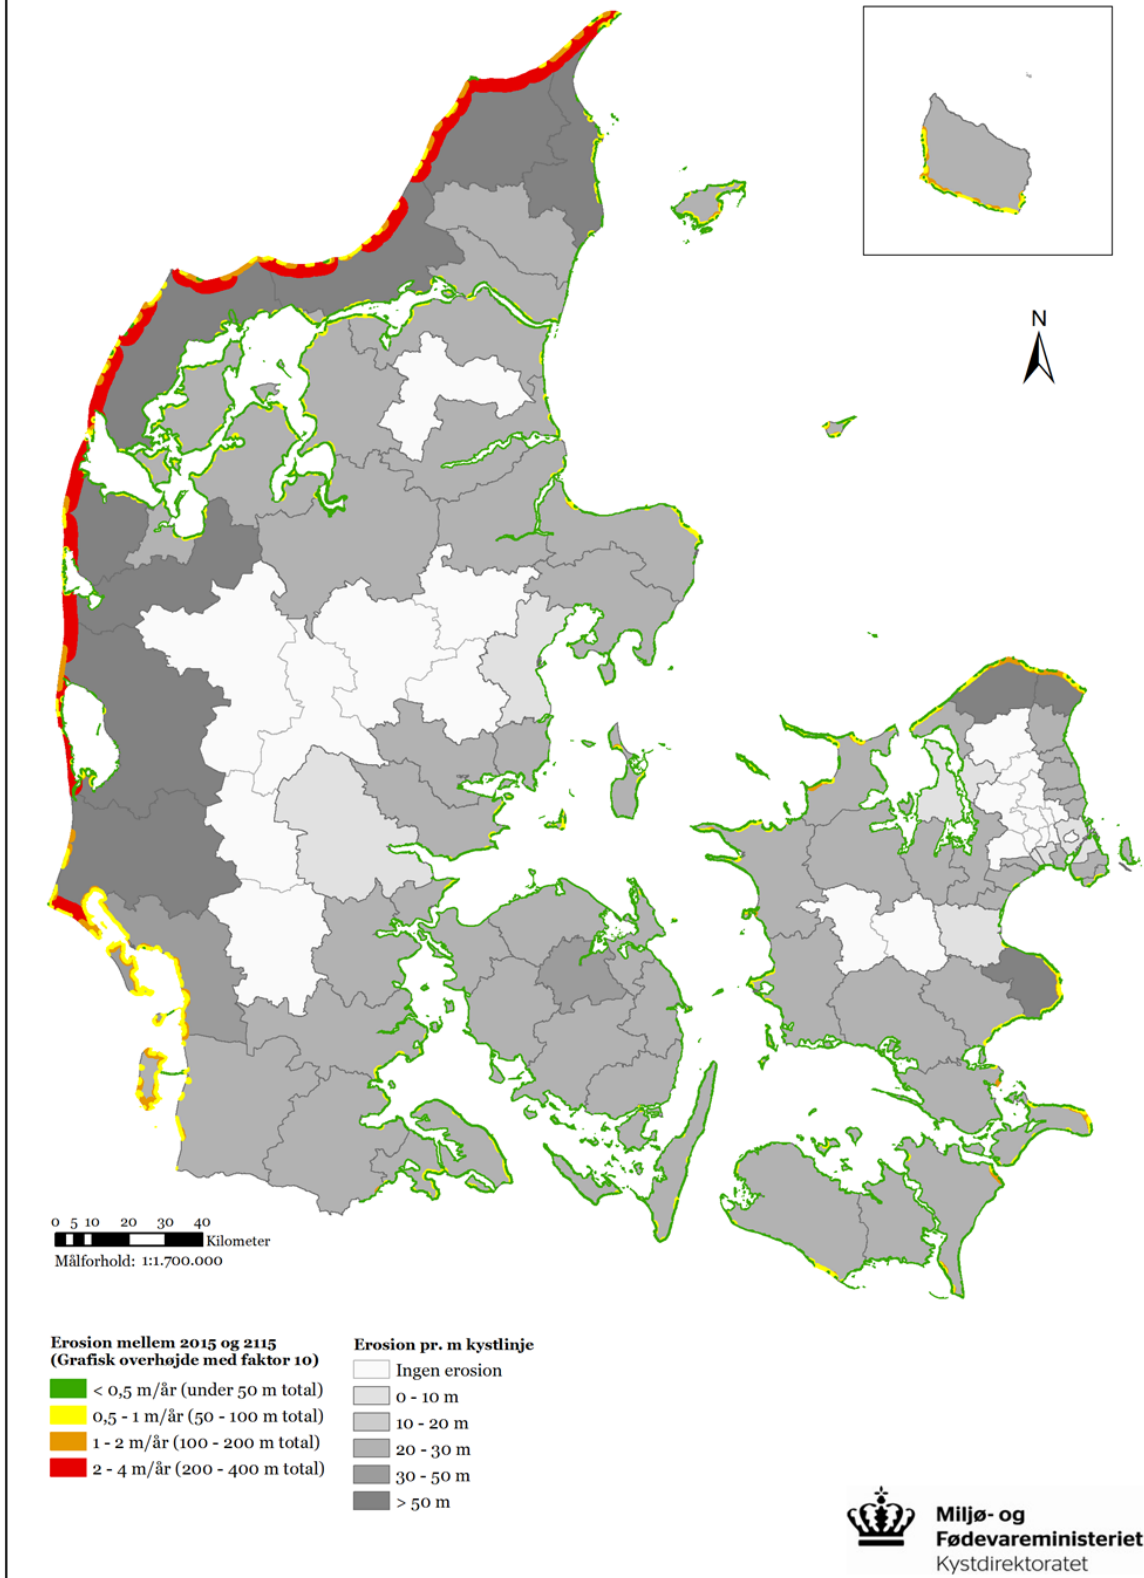 N
0 5 10 20 30 40
Kilometer
Målforhold: 1:1.700.000
Erosion mellem 2015 og 2115
(Grafisk overhøjde med faktor 10)
< 0,5 m/år (under 50 m total)
0,5 - 1 m/år (50 - 100 m total)
1 - 2 m/år (100 - 200 m total)
2 - 4 m/år (200 - 400 m total)
Erosion pr. m kystlinje
Ingen erosion
0 - 10 m
10 - 20 m
20 - 30 m
30 - 50 m
> 50 m
Miljø- og
Fødevareministeriet
Kystdirektoratet